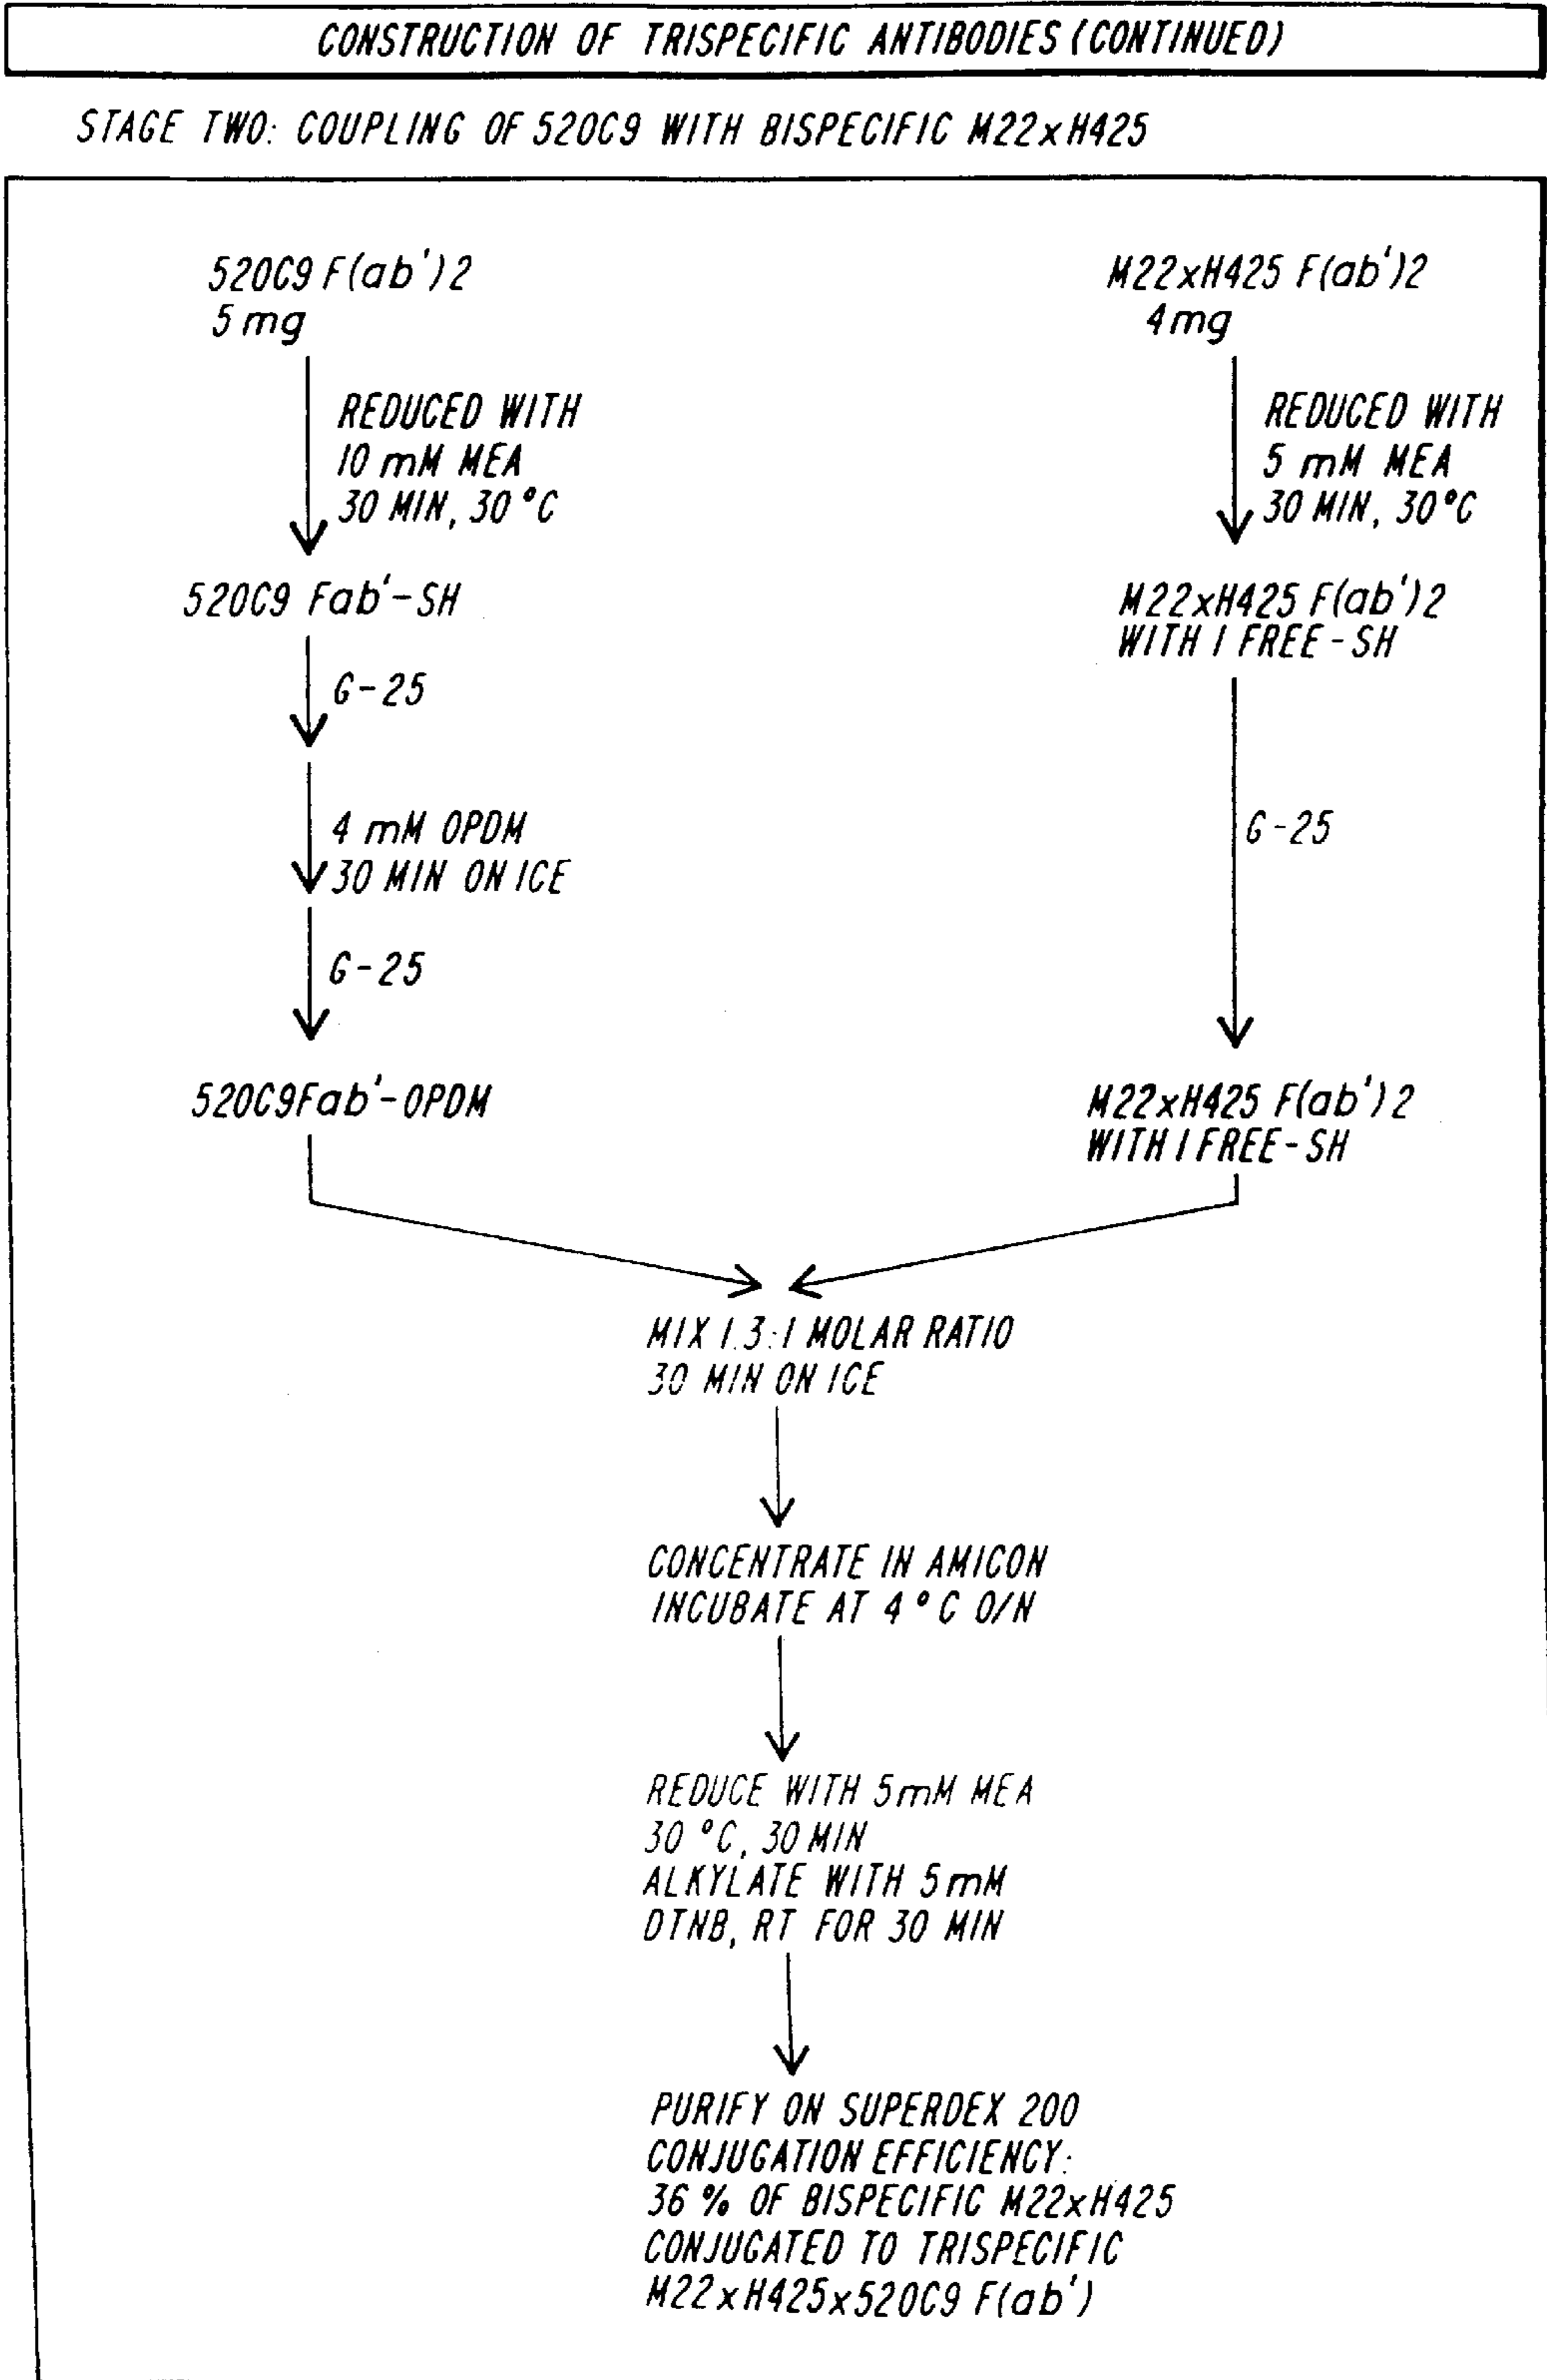 CONSTRUCTION OF TRISPECIFIC ANTIBODIES (CONTINUED)
STAGE TWO: COUPLING OF 520C9 WITH BISPECIFIC M22xH425
520C9 F(ab')2
5 mg
REDUCED WITH
10 mM MEA
30 MIN, 30°C
520C9 Fab'-SH
G-25
4 mM OPDM
30 MIN ON ICE
G-25
520C9Fab'-OPDM
M22xH425 F(ab')2
4mg
REDUCED WITH
5 mM MEA
30 MIN, 30°C
M22xH425 F(ab')2
WITH 1 FREE-SH
G-25
M22xH425 F(ab')2
WITH 1 FREE-SH
MIX 1.3:1 MOLAR RATIO
30 MIN ON ICE
CONCENTRATE IN AMICON
INCUBATE AT 4°C O/N
REDUCE WITH 5mM MEA
30°C, 30 MIN
ALKYLATE WITH 5mM
DTNB, RT FOR 30 MIN
PURIFY ON SUPERDEX 200
CONJUGATION EFFICIENCY:
36% OF BISPECIFIC M22xH425
CONJUGATED TO TRISPECIFIC
M22xH425x520C9 F(ab')